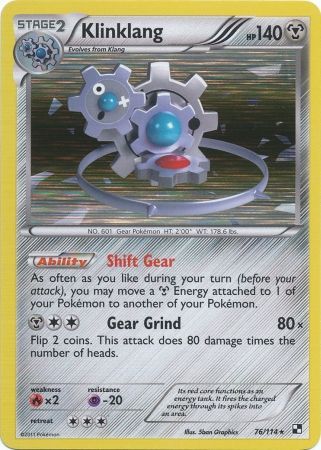 STAGE2
Klinklang
HP140
Evolves from Klang
NO. 601 Gear Pokémon HT: 2'00" WT: 178.6 lbs.
Ability Shift Gear
As often as you like during your turn (before your
attack), you may move a Energy attached to 1 of
your Pokémon to another of your Pokémon.
Gear Grind 80×
Flip 2 coins. This attack does 80 damage times the
number of heads.
weakness resistance
×2 -20
retreat
Its red core functions as an
energy tank. It fires the charged
energy through its spikes into
an area.
©2011 Pokémon
Illus. 5ban Graphics
76/114★